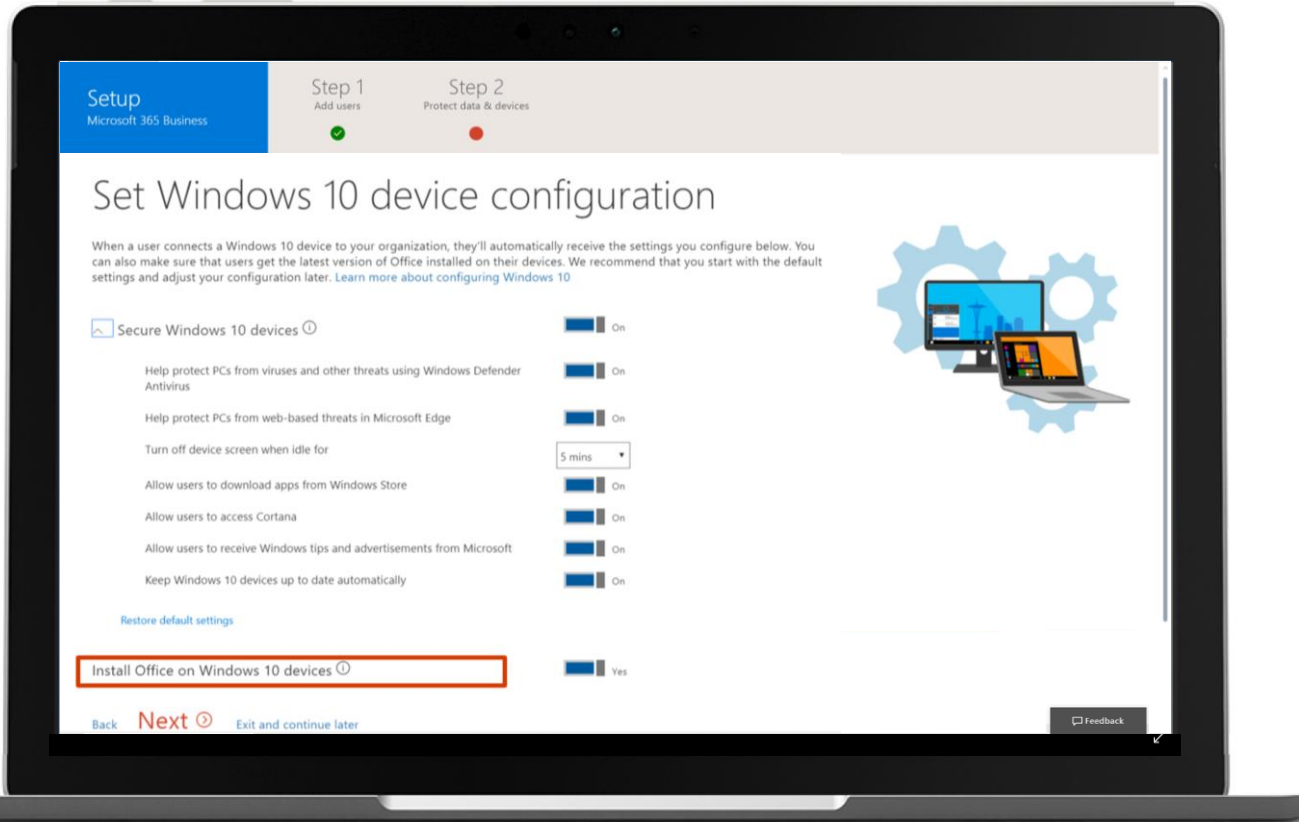 Setup
Microsoft 365 Business
Step 1
Add users
Step 2
Protect data & devices
Set Windows 10 device configuration
When a user connects a Windows 10 device to your organization, they'll automatically receive the settings you configure below. You
can also make sure that users get the latest version of Office installed on their devices. We recommend that you start with the default
settings and adjust your configuration later. Learn more about configuring Windows 10
Secure Windows 10 devices On
Help protect PCs from viruses and other threats using Windows Defender On
Antivirus
Help protect PCs from web-based threats in Microsoft Edge On
Turn off device screen when idle for 5 mins
Allow users to download apps from Windows Store On
Allow users to access Cortana On
Allow users to receive Windows tips and advertisements from Microsoft On
Keep Windows 10 devices up to date automatically On
Restore default settings
Install Office on Windows 10 devices Yes
Back Next Exit and continue later
Feedback